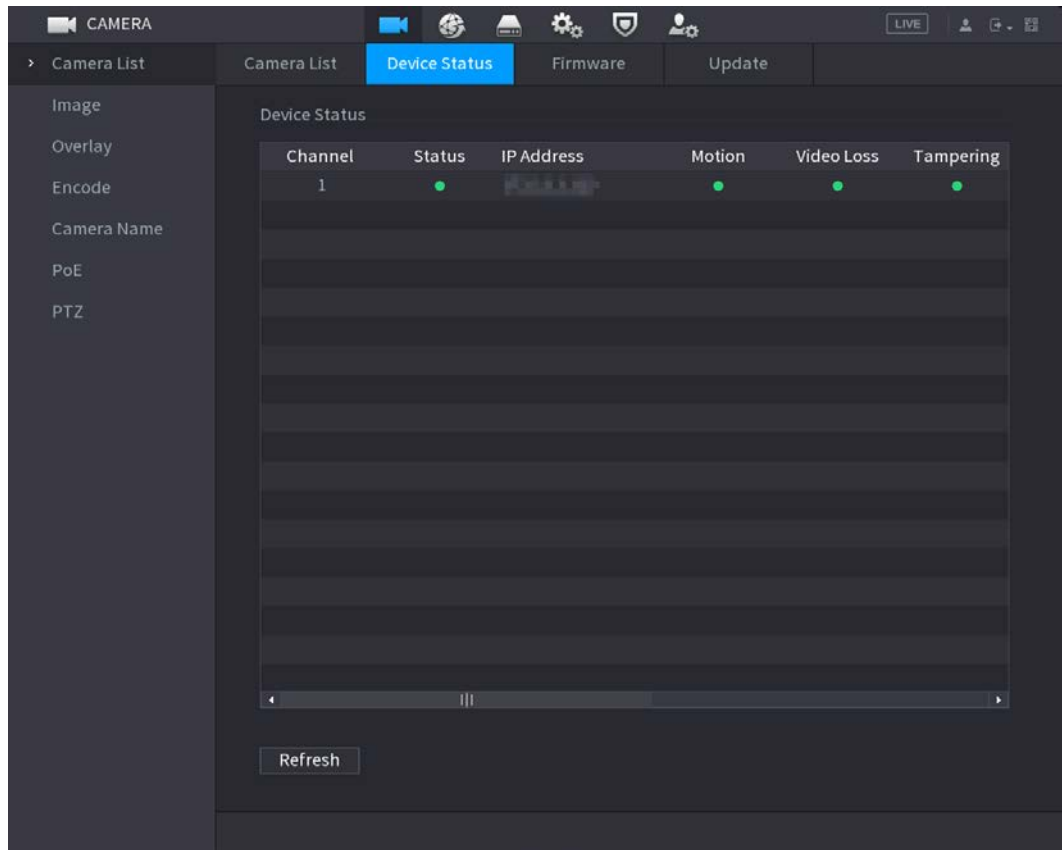 CAMERA
LIVE
Camera List
Image
Overlay
Encode
Camera Name
PoE
PTZ
Camera List Device Status Firmware Update
Device Status
Channel Status IP Address Motion Video Loss Tampering
1
Refresh